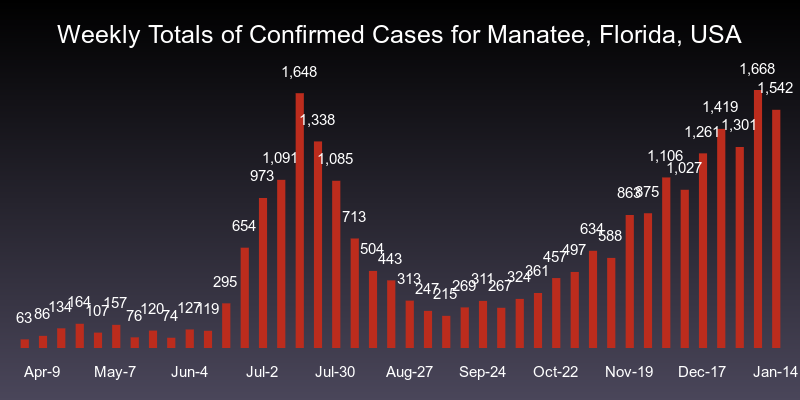 Weekly Totals of Confirmed Cases for Manatee, Florida, USA
63 86 134 164 107 157 76 120 74 127 119 295 654 973 1,091 1,648 1,338 1,085 713 504 443 313 247 215 269 311 267 324 361 457 497 634 588 863 875 1,106 1,027 1,261 1,419 1,301 1,668 1,542
Apr-9 May-7 Jun-4 Jul-2 Jul-30 Aug-27 Sep-24 Oct-22 Nov-19 Dec-17 Jan-14